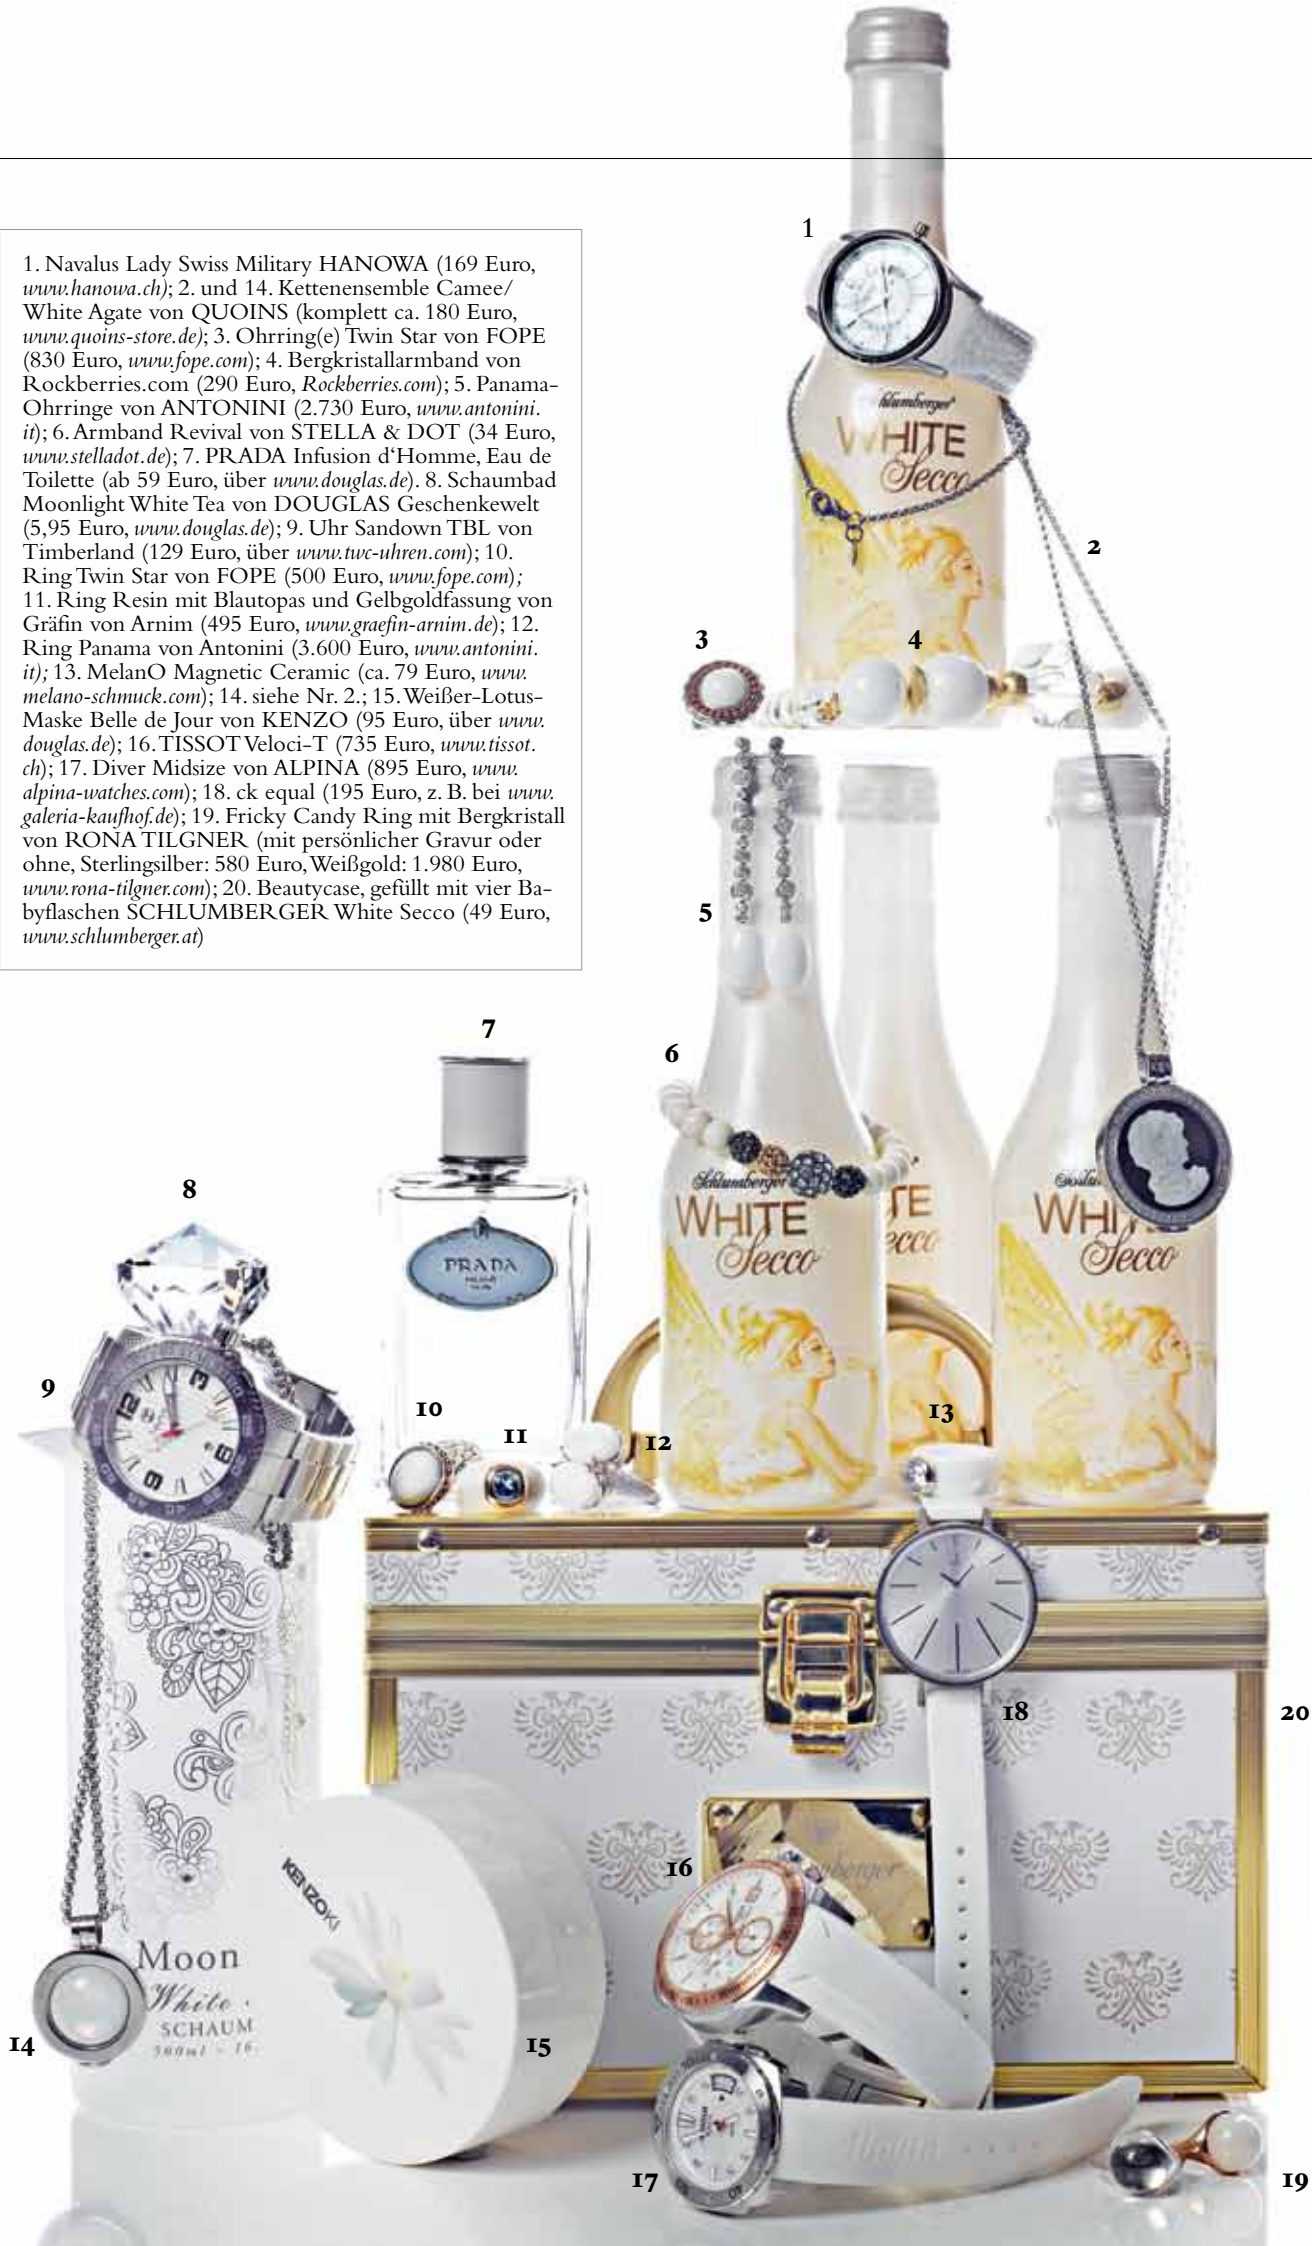 1. Navalus Lady Swiss Military HANOWA (169 Euro,
www.hanowa.ch); 2. und 14. Kettenensemble Camee/
White Agate von QUOINS (komplett ca. 180 Euro,
www.quoins-store.de); 3. Ohrring(e) Twin Star von FOPE
(830 Euro, www.fope.com); 4. Bergkristallarmband von
Rockberries.com (290 Euro, Rockberries.com); 5. Panama-
Ohrringe von ANTONINI (2.730 Euro, www.antonini.
it); 6. Armband Revival von STELLA & DOT (34 Euro,
www.stelladot.de); 7. PRADA Infusion d‘Homme, Eau de
Toilette (ab 59 Euro, über www.douglas.de). 8. Schaumbad
Moonlight White Tea von DOUGLAS Geschenkewelt
(5,95 Euro, www.douglas.de); 9. Uhr Sandown TBL von
Timberland (129 Euro, über www.twc-uhren.com); 10.
Ring Twin Star von FOPE (500 Euro, www.fope.com);
11. Ring Resin mit Blautopas und Gelbgoldfassung von
Gräfin von Arnim (495 Euro, www.graefin-arnim.de); 12.
Ring Panama von Antonini (3.600 Euro, www.antonini.
it); 13. MelanO Magnetic Ceramic (ca. 79 Euro, www.
melano-schmuck.com); 14. siehe Nr. 2.; 15. Weißer-Lotus-
Maske Belle de Jour von KENZO (95 Euro, über www.
douglas.de); 16. TISSOT Veloci-T (735 Euro, www.tissot.
ch); 17. Diver Midsize von ALPINA (895 Euro, www.
alpina-watches.com); 18. ck equal (195 Euro, z. B. bei www.
galeria-kaufhof.de); 19. Fricky Candy Ring mit Bergkristall
von RONA TILGNER (mit persönlicher Gravur oder
ohne, Sterlingsilber: 580 Euro, Weißgold: 1.980 Euro,
www.rona-tilgner.com); 20. Beautycase, gefüllt mit vier Ba-
byflaschen SCHLUMBERGER White Secco (49 Euro,
www.schlumberger.at)
1
hlumberger
WHITE
Secco
2
3
4
5
6
7
8
Schlumberger
WHITE
Secco
TE
ecco
WHI
Secco
PRADA
MILANO
9
12
3
6
9
10
11
12
13
18
20
16
berger
KENZOKI
Moon
White
SCHAUM
500ml - 16.
14
15
17
19